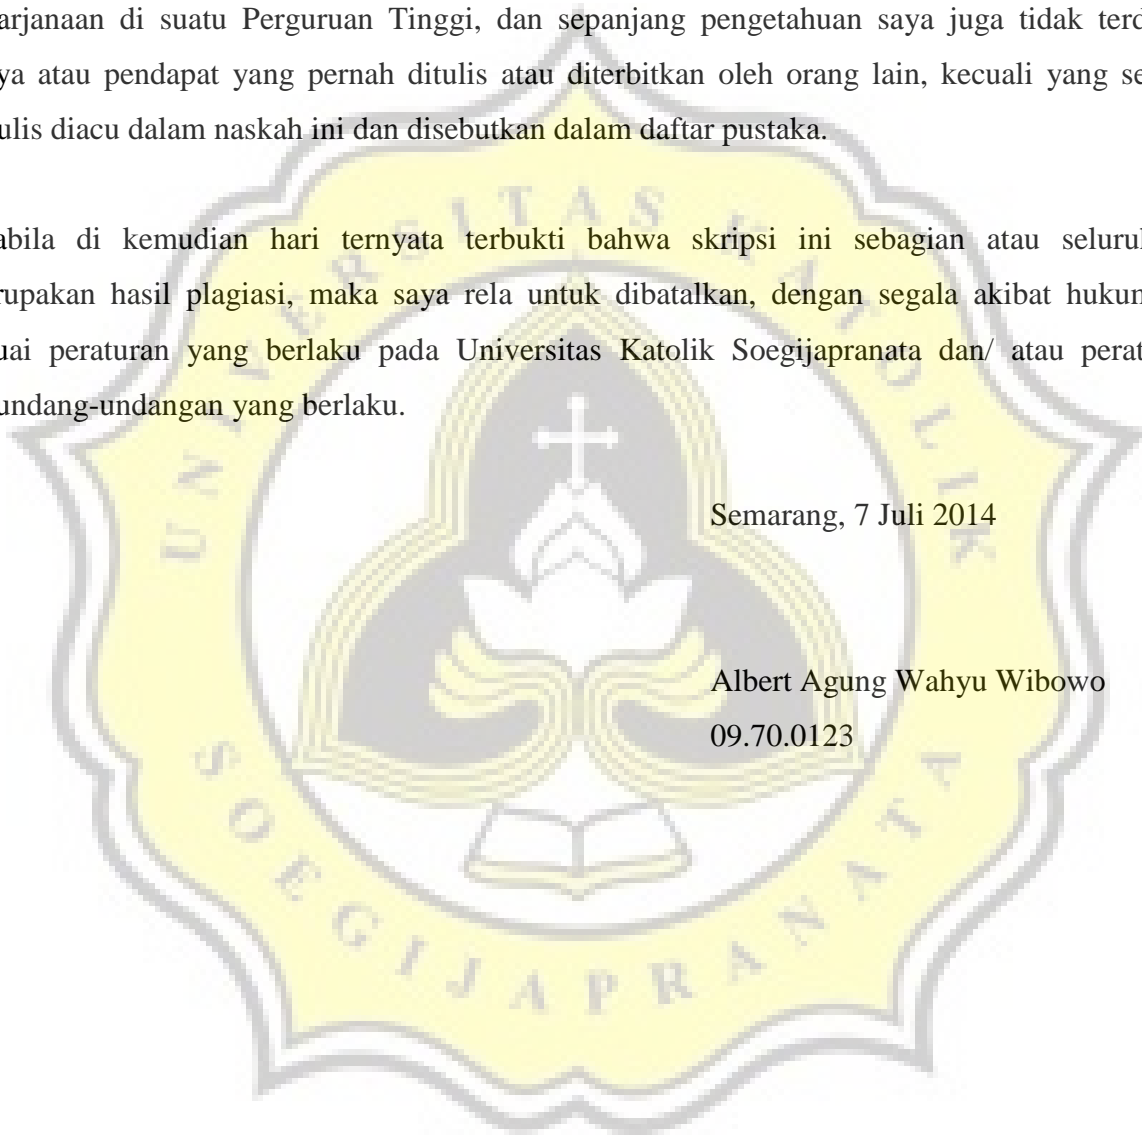 arjanaan di suatu Perguruan Tinggi, dan sepanjang pengetahuan saya juga tidak terd
ya atau pendapat yang pernah ditulis atau diterbitkan oleh orang lain, kecuali yang se
ulis diacu dalam naskah ini dan disebutkan dalam daftar pustaka.
abila di kemudian hari ternyata terbukti bahwa skripsi ini sebagian atau seluru
rupakan hasil plagiasi, maka saya rela untuk dibatalkan, dengan segala akibat hukum
uai peraturan yang berlaku pada Universitas Katolik Soegijapranata dan/ atau perat
undang-undangan yang berlaku.
Semarang, 7 Juli 2014
Albert Agung Wahyu Wibowo
09.70.0123
UNIVERSITAS KATOLIK
SOEGIJAPRANATA